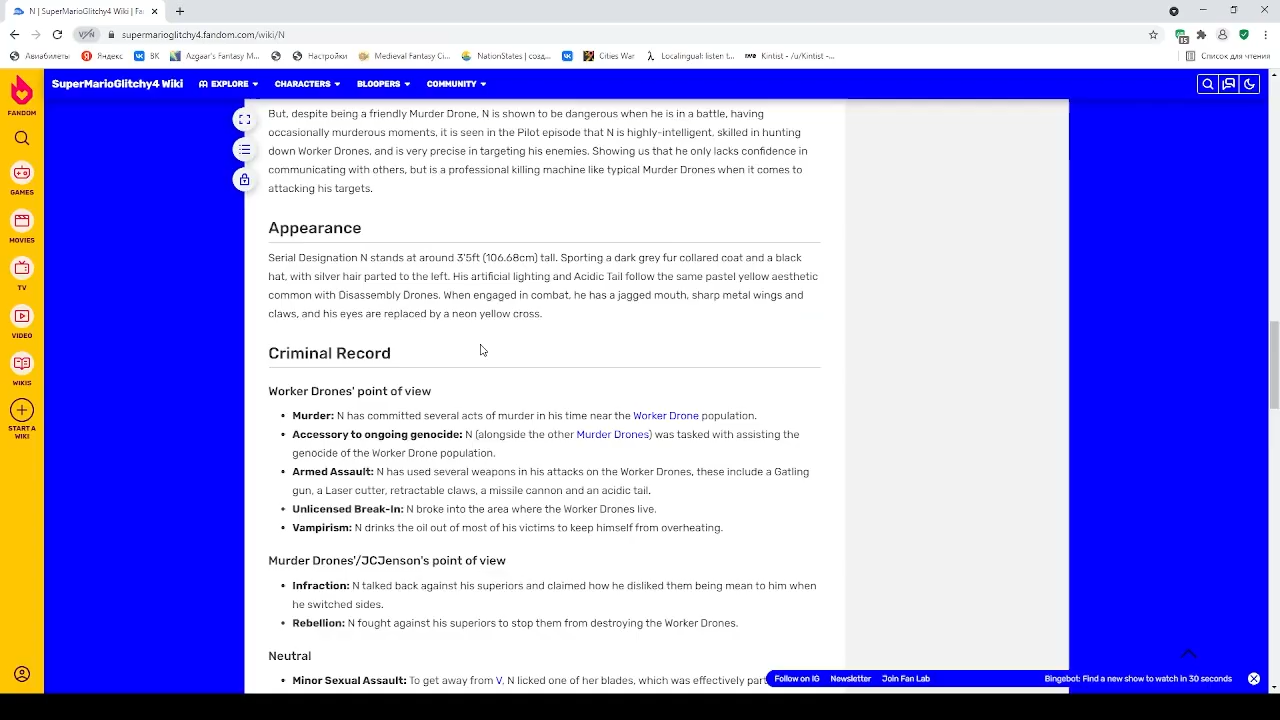 N | SuperMarioGlitchy4 Wiki | Fa
supermarioglitchy4.fandom.com/wiki/N
Авиабилеты
Яндекс
ВК
Azgaar's Fantasy M...
Настройки
Medieval Fantasy Ci...
NationStates | созд...
Cities War
Localingual: listen t...
Kintist - /u/Kintist -...
Список для чтения
SuperMarioGlitchy4 Wiki
EXPLORE
CHARACTERS
BLOOPERS
COMMUNITY
FANDOM
GAMES
MOVIES
TV
VIDEO
WIKIS
START A
WIKI
But, despite being a friendly Murder Drone, N is shown to be dangerous when he is in a battle, having
occasionally murderous moments, it is seen in the Pilot episode that N is highly-intelligent, skilled in hunting
down Worker Drones, and is very precise in targeting his enemies. Showing us that he only lacks confidence in
communicating with others, but is a professional killing machine like typical Murder Drones when it comes to
attacking his targets.
Appearance
Serial Designation N stands at around 3'5ft (106.68cm) tall. Sporting a dark grey fur collared coat and a black
hat, with silver hair parted to the left. His artificial lighting and Acidic Tail follow the same pastel yellow aesthetic
common with Disassembly Drones. When engaged in combat, he has a jagged mouth, sharp metal wings and
claws, and his eyes are replaced by a neon yellow cross.
Criminal Record
Worker Drones' point of view
• Murder: N has committed several acts of murder in his time near the Worker Drone population.
• Accessory to ongoing genocide: N (alongside the other Murder Drones) was tasked with assisting the
genocide of the Worker Drone population.
• Armed Assault: N has used several weapons in his attacks on the Worker Drones, these include a Gatling
gun, a Laser cutter, retractable claws, a missile cannon and an acidic tail.
• Unlicensed Break-In: N broke into the area where the Worker Drones live.
• Vampirism: N drinks the oil out of most of his victims to keep himself from overheating.
Murder Drones'/JCJenson's point of view
• Infraction: N talked back against his superiors and claimed how he disliked them being mean to him when
he switched sides.
• Rebellion: N fought against his superiors to stop them from destroying the Worker Drones.
Neutral
• Minor Sexual Assault: To get away from V, N licked one of her blades, which was effectively part
Follow on IG
Newsletter
Join Fan Lab
Bingebot: Find a new show to watch in 30 seconds